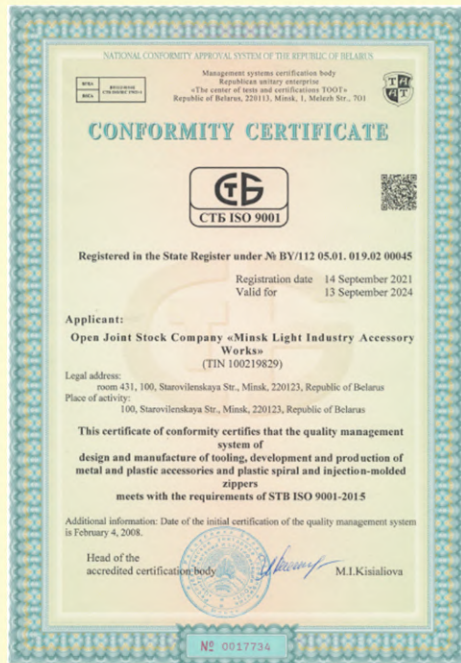 NATIONAL CONFORMITY APPROVAL SYSTEM OF THE REPUBLIC OF BELARUS
Management systems certification body
Republican unitary enterprise
«The center of tests and certifications TOOT»
Republic of Belarus, 220113, Minsk, 1, Melezh Str., 701
CONFORMITY CERTIFICATE
СТБ
СТБ ISO 9001
Registered in the State Register under № BY/112 05.01. 019.02 00045
Registration date 14 September 2021
Valid for 13 September 2024
Applicant:
Open Joint Stock Company «Minsk Light Industry Accessory
Works»
(TIN 100219829)
Legal address:
room 431, 100, Starovilenskaya Str., Minsk, 220123, Republic of Belarus
Place of activity:
100, Starovilenskaya Str., Minsk, 220123, Republic of Belarus
This certificate of conformity certifies that the quality management
system of
design and manufacture of tooling, development and production of
metal and plastic accessories and plastic spiral and injection-molded
zippers
meets with the requirements of STB ISO 9001-2015
Additional information: Date of the initial certification of the quality management system
is February 4, 2008.
Head of the
accredited certification body
M.I.Kisialiova
№ 0017734